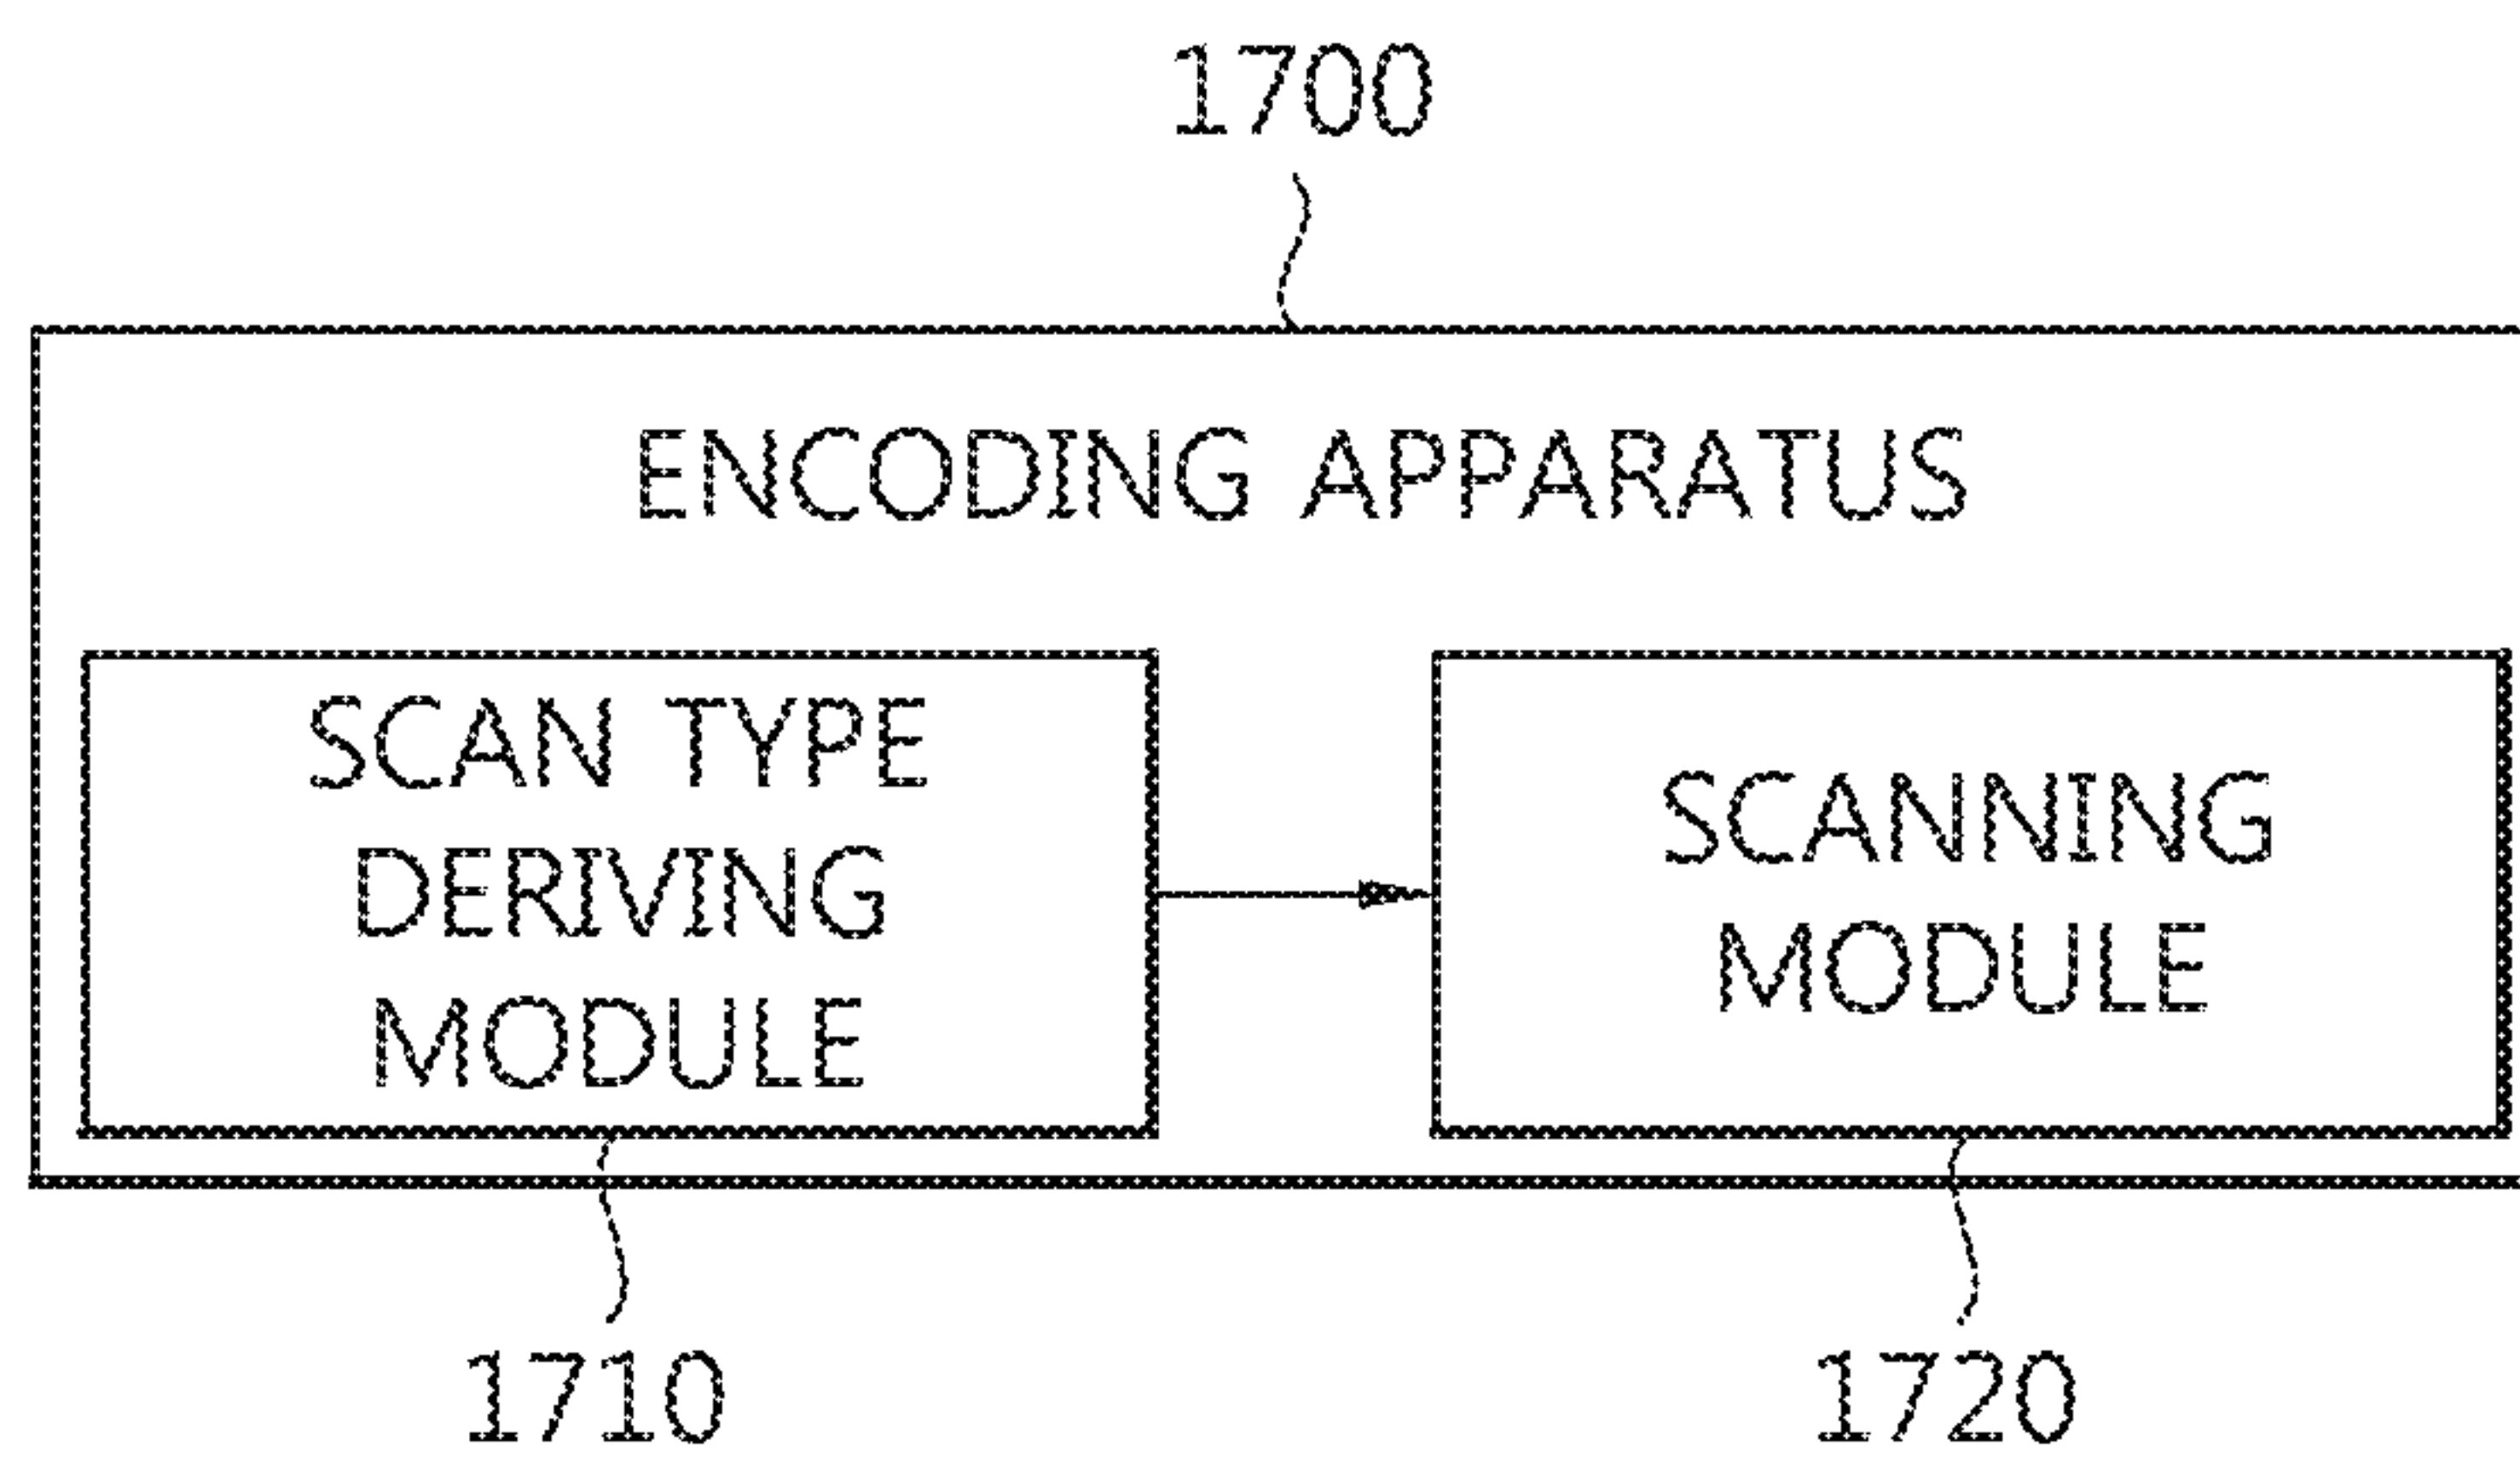 1700
ENCODING APPARATUS
SCAN TYPE
DERIVING
MODULE
SCANNING
MODULE
1710
1720